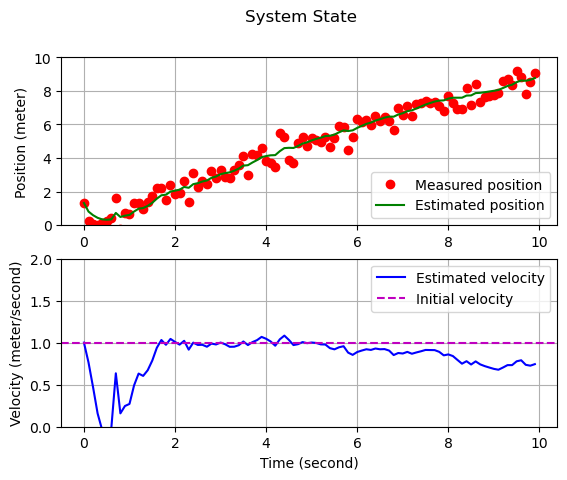 System State
Position (meter)
10
8
6
4
2
0
Measured position
Estimated position
0
2
4
6
8
10
Velocity (meter/second)
2.0
1.5
1.0
0.5
0.0
Estimated velocity
Initial velocity
0
2
4
6
8
10
Time (second)